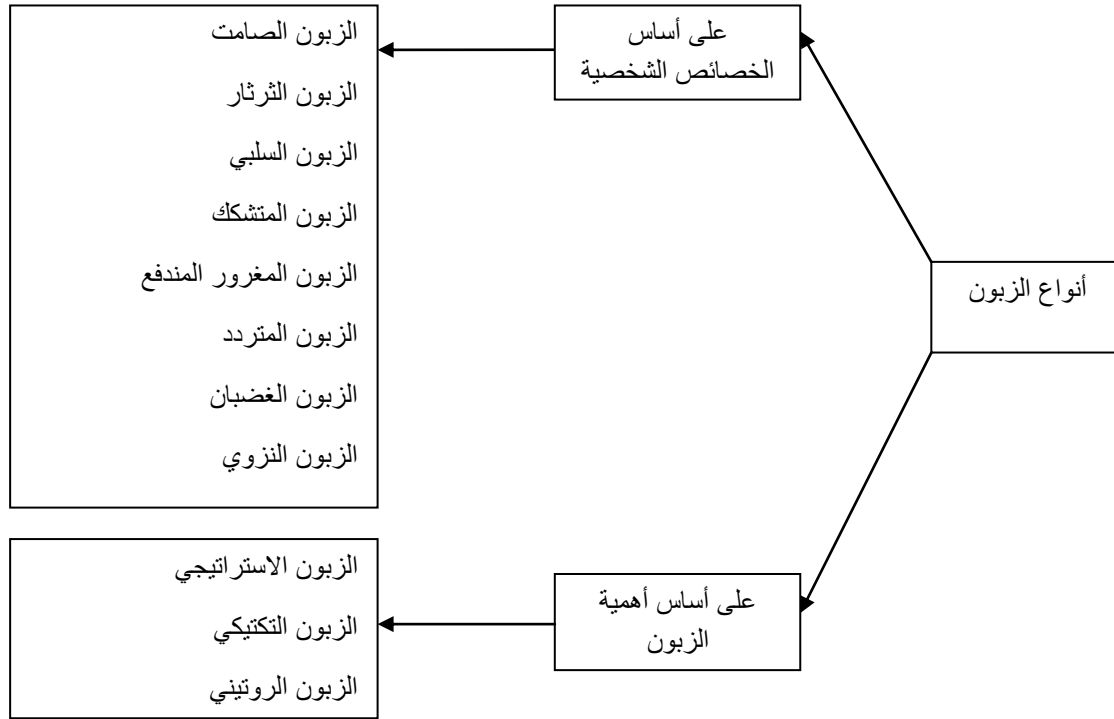 أنواع الزبون
على أساس
الخصائص الشخصية
الزبون الصامت
الزبون الثرثار
الزبون السلبي
الزبون المتشكك
الزبون المغرور المندفع
الزبون المتردد
الزبون الغضبان
الزبون النزوي
على أساس أهمية
الزبون
الزبون الاستراتيجي
الزبون التكتيكي
الزبون الروتيني